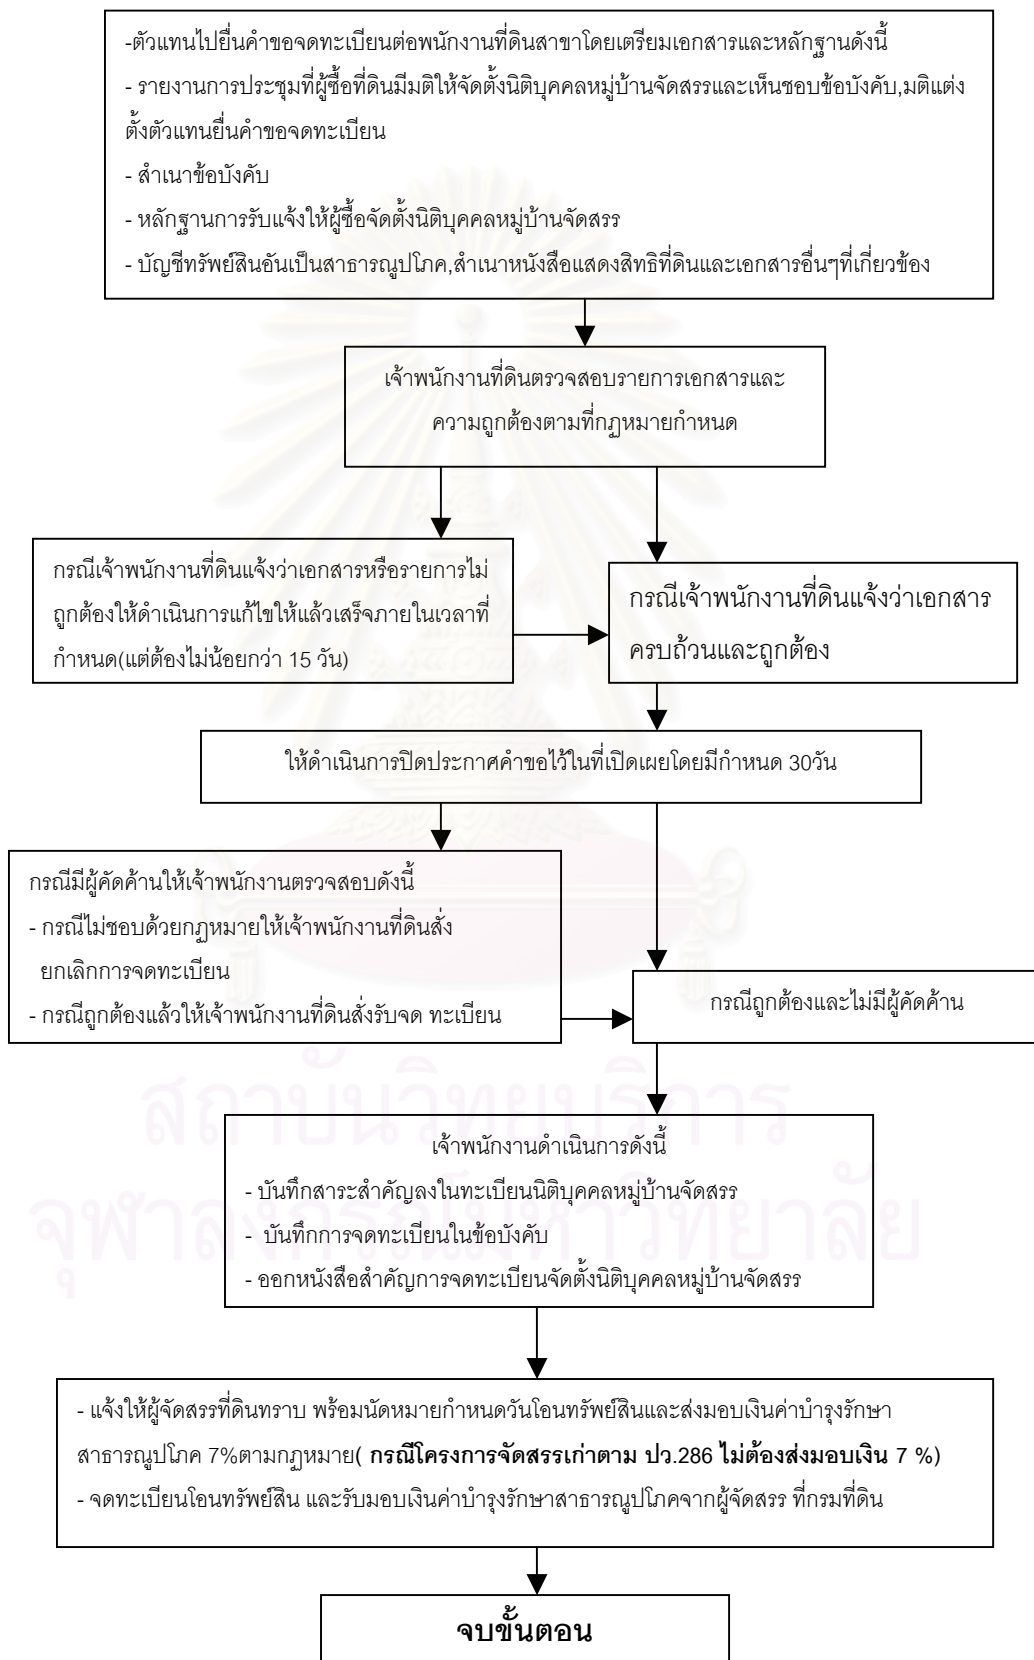 -ตัวแทนไปยื่นคำขอจดทะเบียนต่อพนักงานที่ดินสาขาโดยเตรียมเอกสารและหลักฐานดังนี้
- รายงานการประชุมที่ผู้ซื้อที่ดินมีมติให้จัดตั้งนิติบุคคลหมู่บ้านจัดสรรและเห็นชอบข้อบังคับ,มติแต่ง
ตั้งตัวแทนยื่นคำขอจดทะเบียน
- สำเนาข้อบังคับ
- หลักฐานการรับแจ้งให้ผู้ซื้อจัดตั้งนิติบุคคลหมู่บ้านจัดสรร
- บัญชีทรัพย์สินอันเป็นสาธารณูปโภค,สำเนาหนังสือแสดงสิทธิที่ดินและเอกสารอื่นๆที่เกี่ยวข้อง
เจ้าพนักงานที่ดินตรวจสอบรายการเอกสารและ
ความถูกต้องตามที่กฎหมายกำหนด
กรณีเจ้าพนักงานที่ดินแจ้งว่าเอกสารหรือรายการไม่
ถูกต้องให้ดำเนินการแก้ไขให้แล้วเสร็จภายในเวลาที่
กำหนด(แต่ต้องไม่น้อยกว่า 15 วัน)
กรณีเจ้าพนักงานที่ดินแจ้งว่าเอกสาร
ครบถ้วนและถูกต้อง
ให้ดำเนินการปิดประกาศคำขอไว้ในที่เปิดเผยโดยมีกำหนด 30วัน
กรณีมีผู้คัดค้านให้เจ้าพนักงานตรวจสอบดังนี้
- กรณีไม่ชอบด้วยกฎหมายให้เจ้าพนักงานที่ดินสั่ง
ยกเลิกการจดทะเบียน
- กรณีถูกต้องแล้วให้เจ้าพนักงานที่ดินสั่งรับจด ทะเบียน
กรณีถูกต้องและไม่มีผู้คัดค้าน
สถาบันวิทยบริการ
จุฬาลงกรณ์มหาวิทยาลัย
เจ้าพนักงานดำเนินการดังนี้
- บันทึกสาระสำคัญลงในทะเบียนนิติบุคคลหมู่บ้านจัดสรร
- บันทึกการจดทะเบียนในข้อบังคับ
- ออกหนังสือสำคัญการจดทะเบียนจัดตั้งนิติบุคคลหมู่บ้านจัดสรร
- แจ้งให้ผู้จัดสรรที่ดินทราบ พร้อมนัดหมายกำหนดวันโอนทรัพย์สินและส่งมอบเงินค่าบำรุงรักษา
สาธารณูปโภค 7%ตามกฎหมาย( กรณีโครงการจัดสรรเก่าตาม ปว.286 ไม่ต้องส่งมอบเงิน 7 %)
- จดทะเบียนโอนทรัพย์สิน และรับมอบเงินค่าบำรุงรักษาสาธารณูปโภคจากผู้จัดสรร ที่กรมที่ดิน
จบขั้นตอน